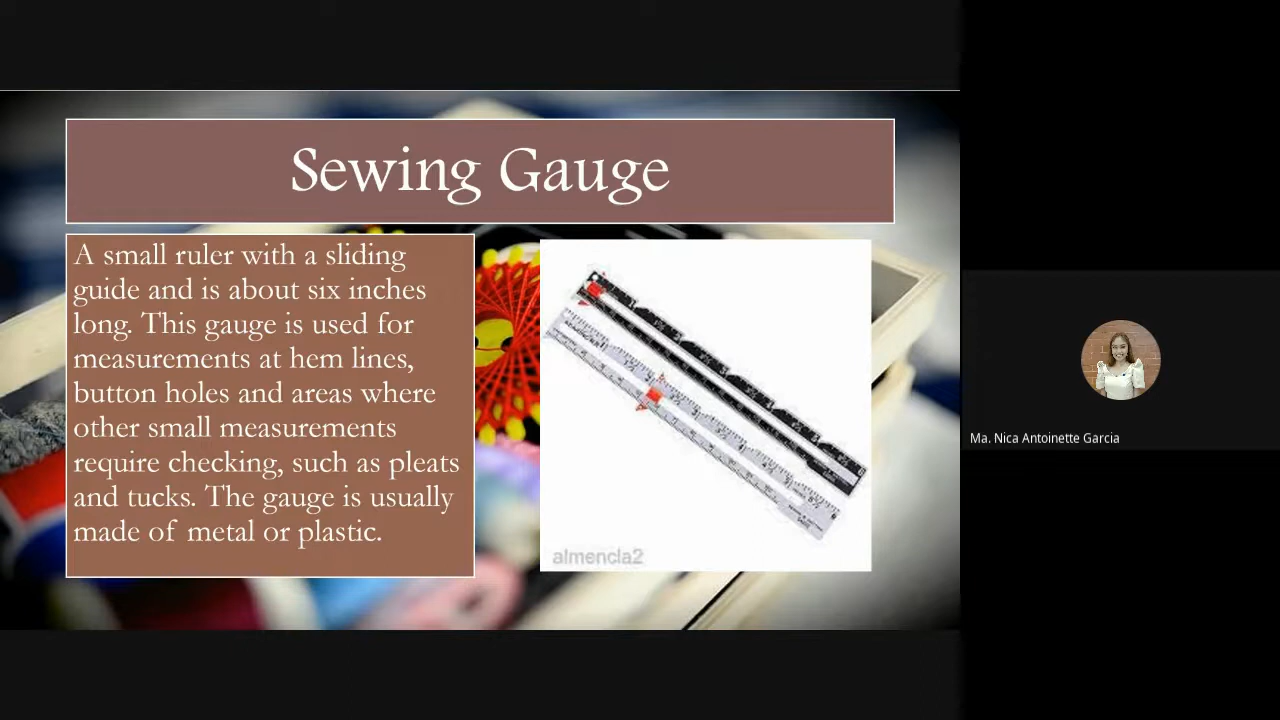 Sewing Gauge
A small ruler with a sliding
guide and is about six inches
long. This gauge is used for
measurements at hem lines,
button holes and areas where
other small measurements
require checking, such as pleats
and tucks. The gauge is usually
made of metal or plastic.
almencla2
Ma. Nica Antoinette Garcia